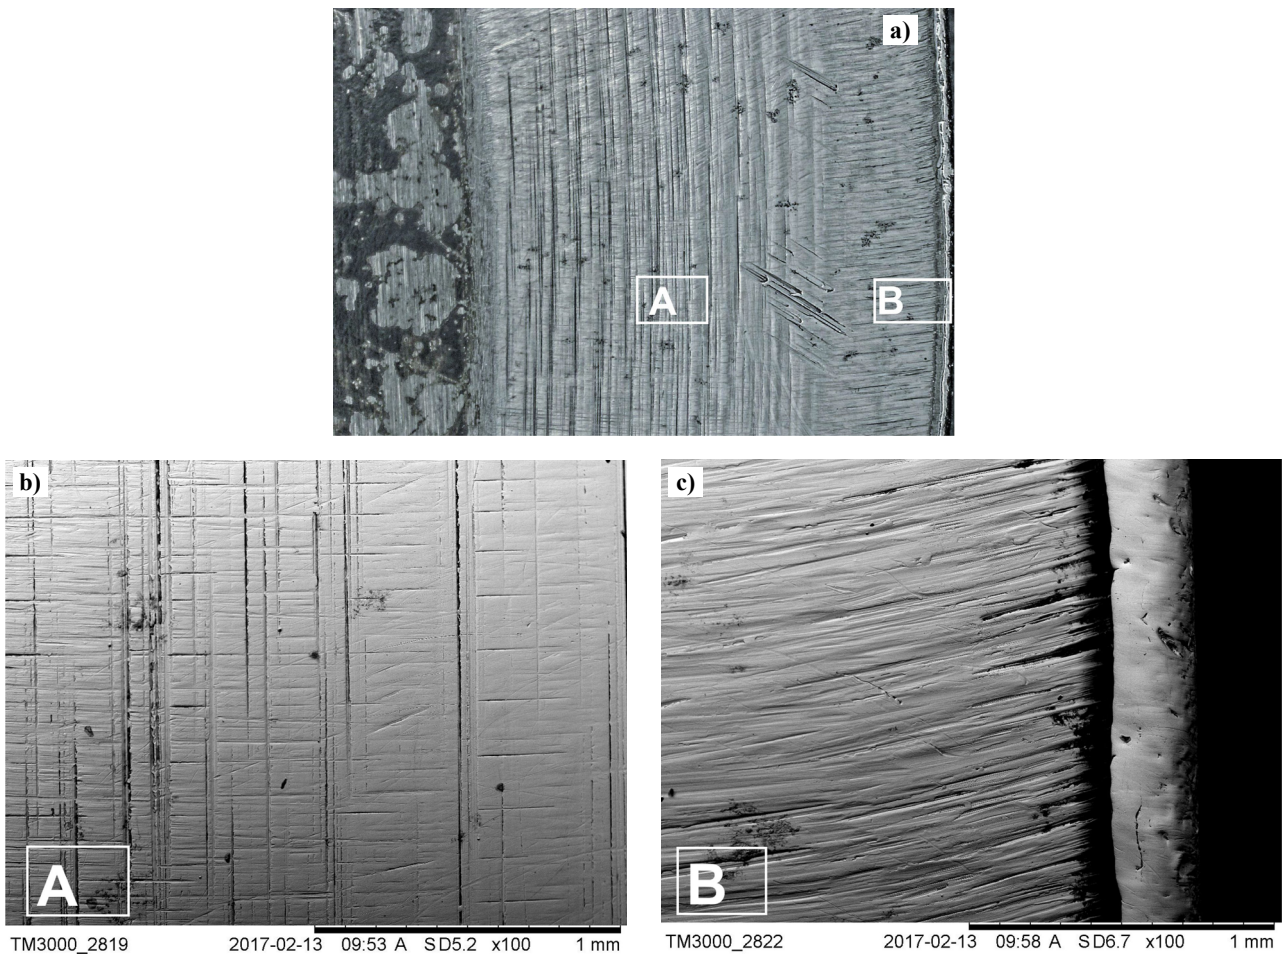 a)
A
B
b)
A
TM3000_2819 2017-02-13 09:53 A SD5.2 x100 1 mm
c)
B
TM3000_2822 2017-02-13 09:58 A SD6.7 x100 1 mm